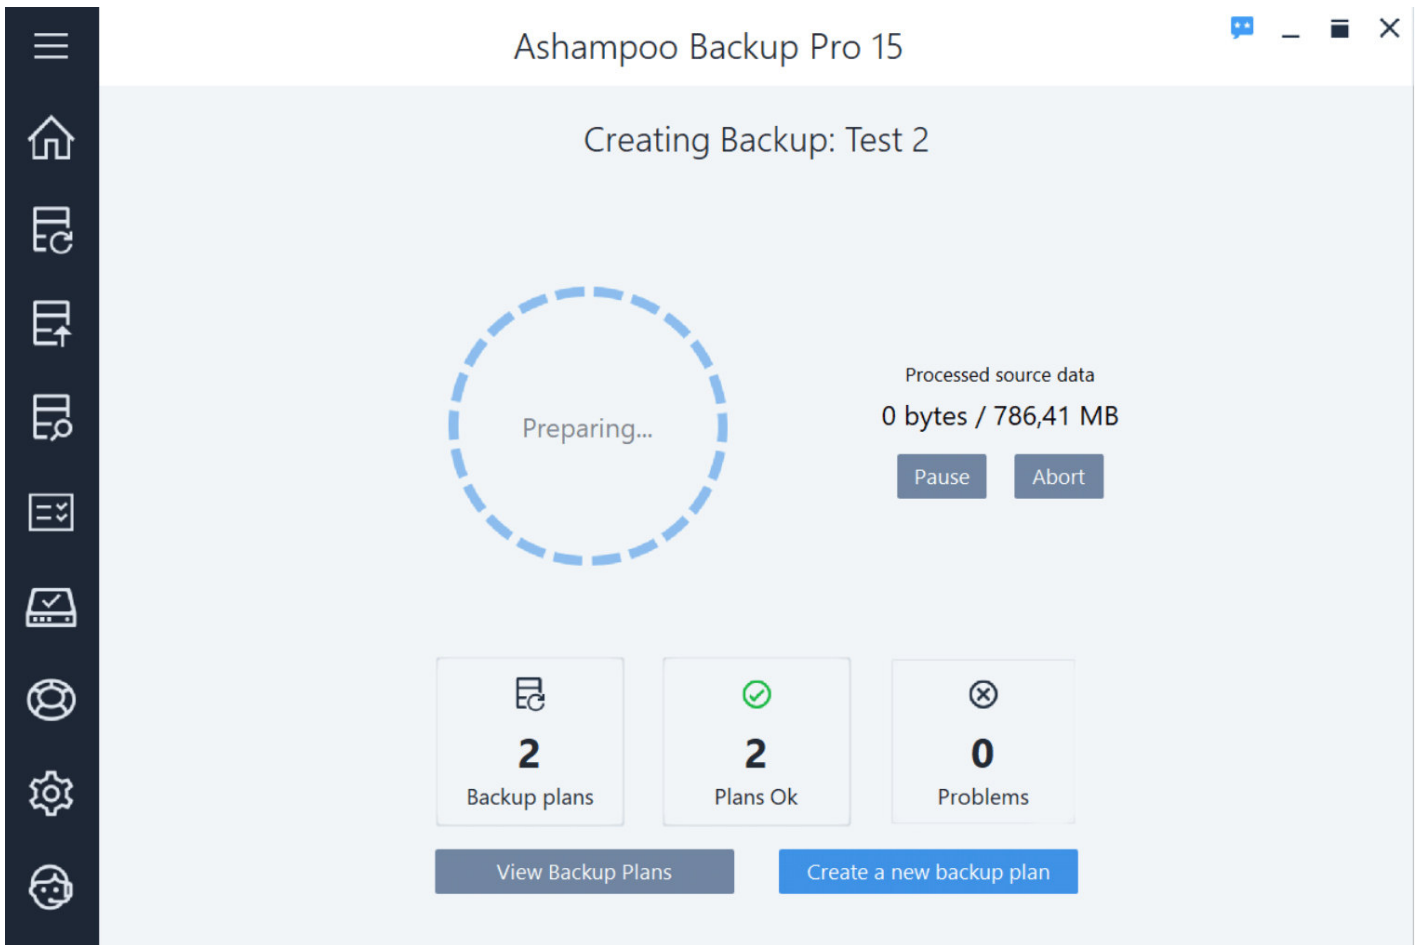 Ashampoo Backup Pro 15
Creating Backup: Test 2
Preparing...
Processed source data
0 bytes / 786,41 MB
Pause Abort
2 2 0
Backup plans Plans Ok Problems
View Backup Plans Create a new backup plan